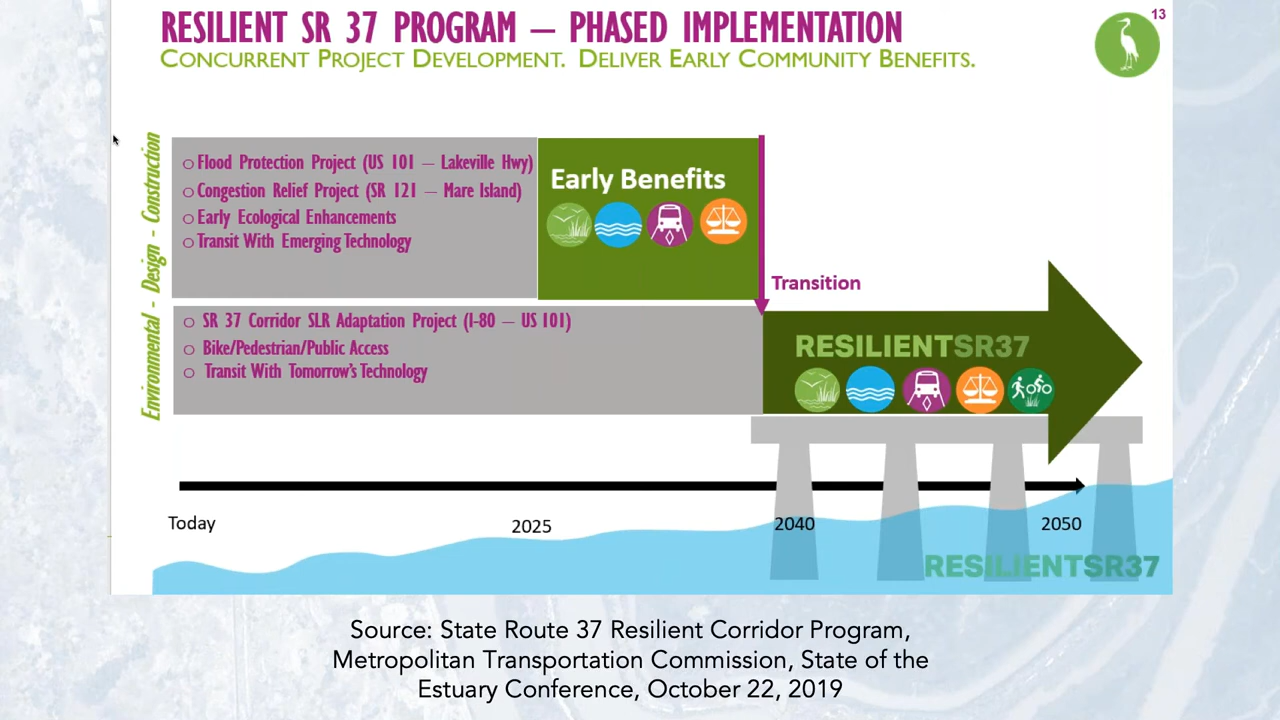 RESILIENT SR 37 PROGRAM – PHASED IMPLEMENTATION
13
CONCURRENT PROJECT DEVELOPMENT. DELIVER EARLY COMMUNITY BENEFITS.
Environmental - Design - Construction
○ Flood Protection Project (US 101 – Lakeville Hwy)
○ Congestion Relief Project (SR 121 – Mare Island)
○ Early Ecological Enhancements
○ Transit With Emerging Technology
Early Benefits
Transition
○ SR 37 Corridor SLR Adaptation Project (I-80 – US 101)
○ Bike/Pedestrian/Public Access
○ Transit With Tomorrow's Technology
RESILIENTSR37
Today
2025
2040
2050
RESILIENTSR37
Source: State Route 37 Resilient Corridor Program,
Metropolitan Transportation Commission, State of the
Estuary Conference, October 22, 2019